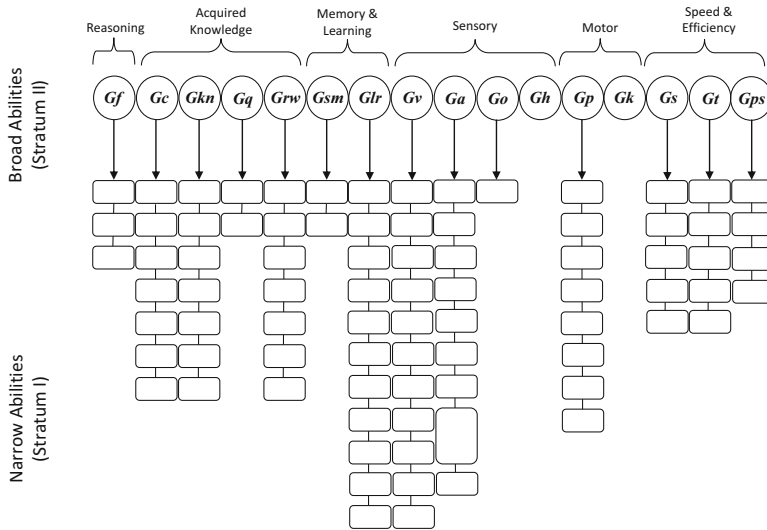 Reasoning
Acquired
Knowledge
Memory &
Learning
Sensory
Motor
Speed &
Efficiency
Broad Abilities
(Stratum II)
Gf Gc Gkn Gq Grw Gsm Glr Gv Ga Go Gh Gp Gk Gs Gt Gps
Narrow Abilities
(Stratum I)